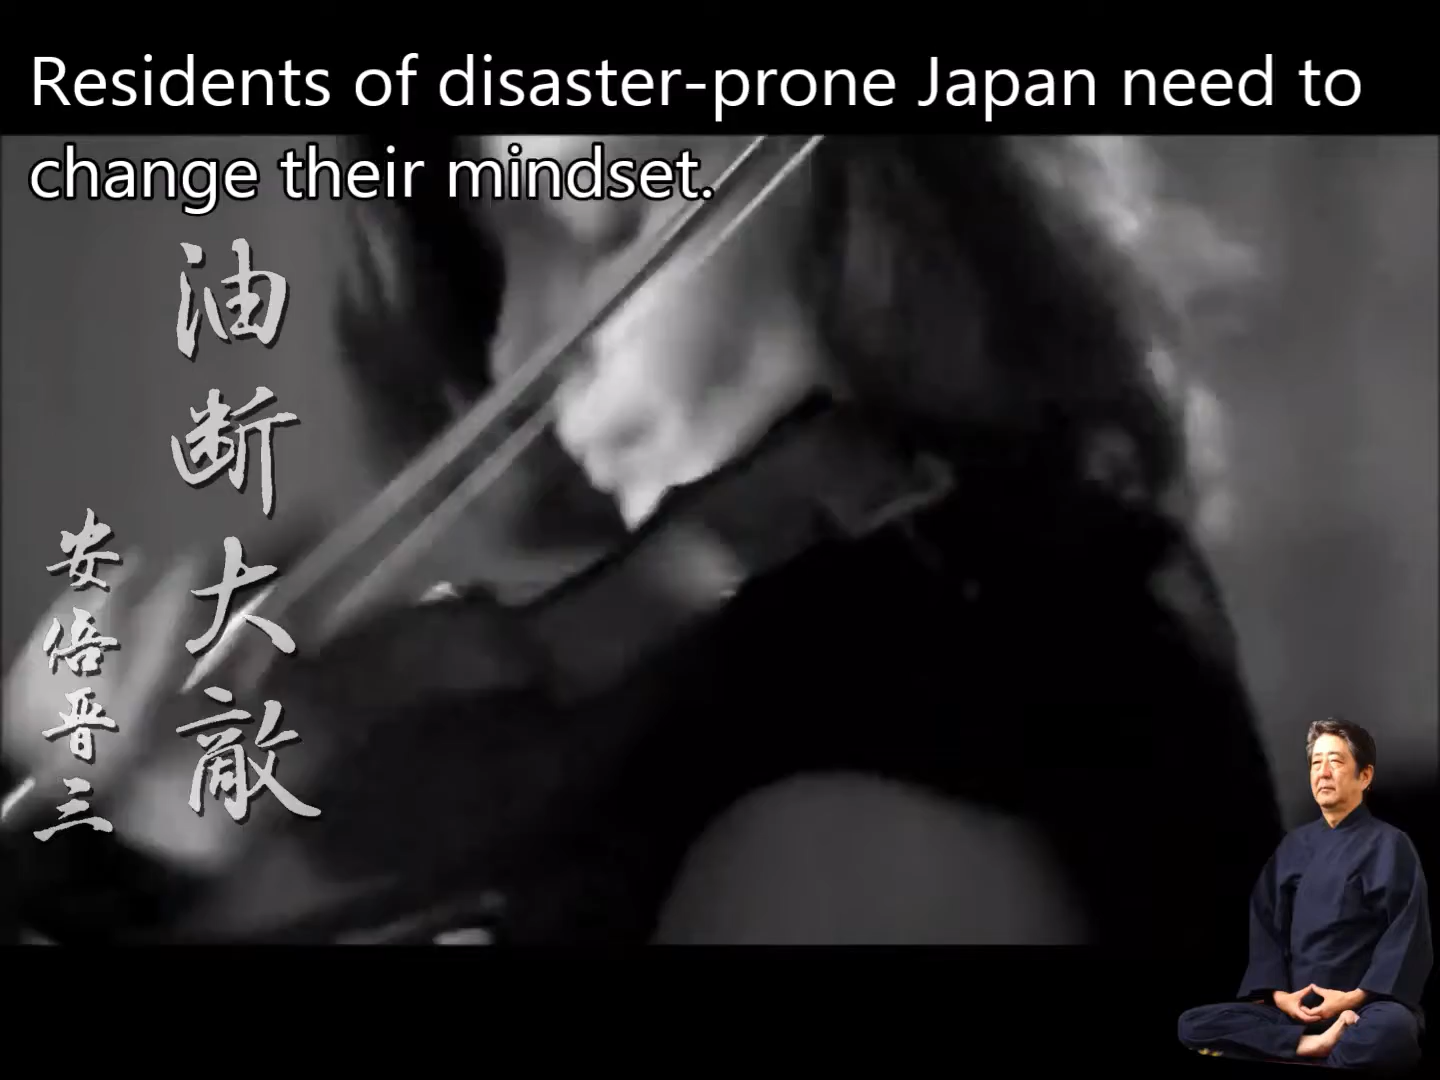 Residents of disaster-prone Japan need to
change their mindset.
油断大敵
安倍晋三